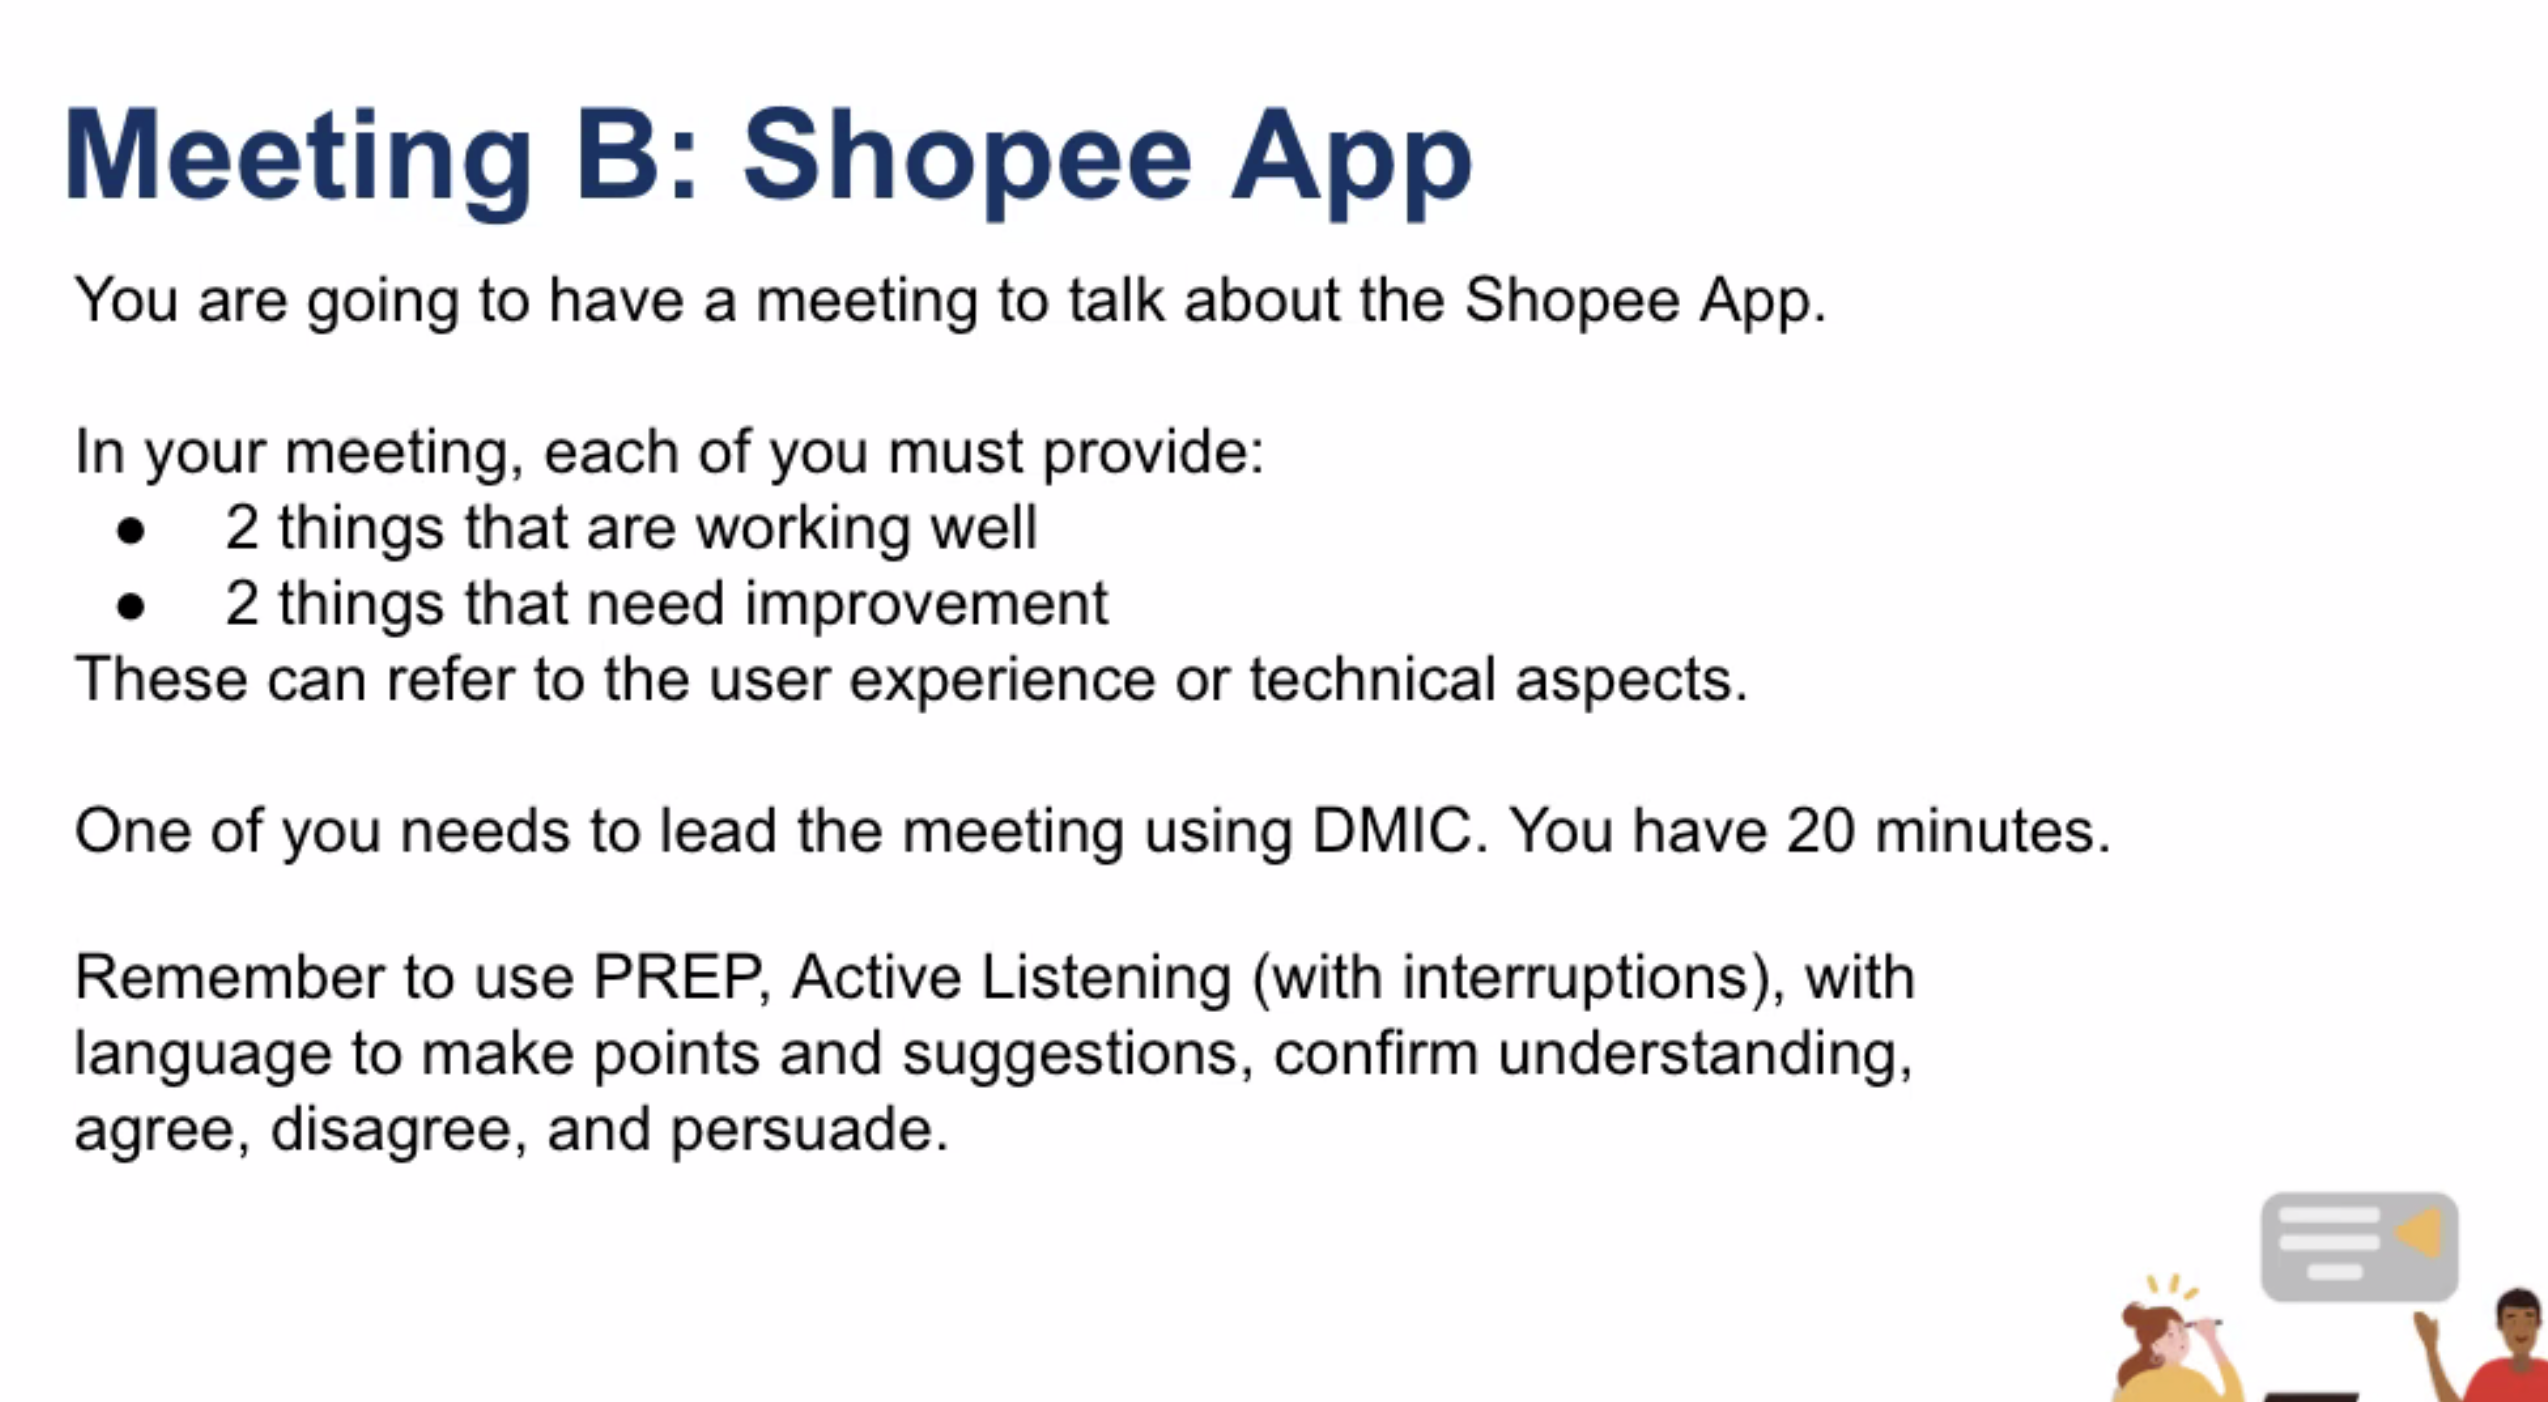 Meeting B: Shopee App
You are going to have a meeting to talk about the Shopee App.
In your meeting, each of you must provide:
● 2 things that are working well
● 2 things that need improvement
These can refer to the user experience or technical aspects.
One of you needs to lead the meeting using DMIC. You have 20 minutes.
Remember to use PREP, Active Listening (with interruptions), with
language to make points and suggestions, confirm understanding,
agree, disagree, and persuade.